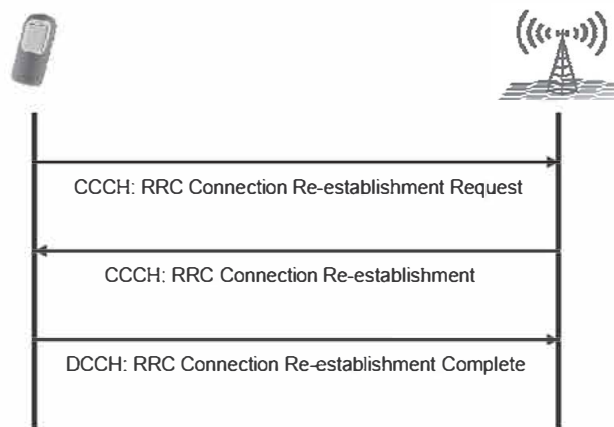 CCCH: RRC Connection Re-establishment Request
CCCH: RRC Connection Re-establishment
DCCH: RRC Connection Re-establishment Complete